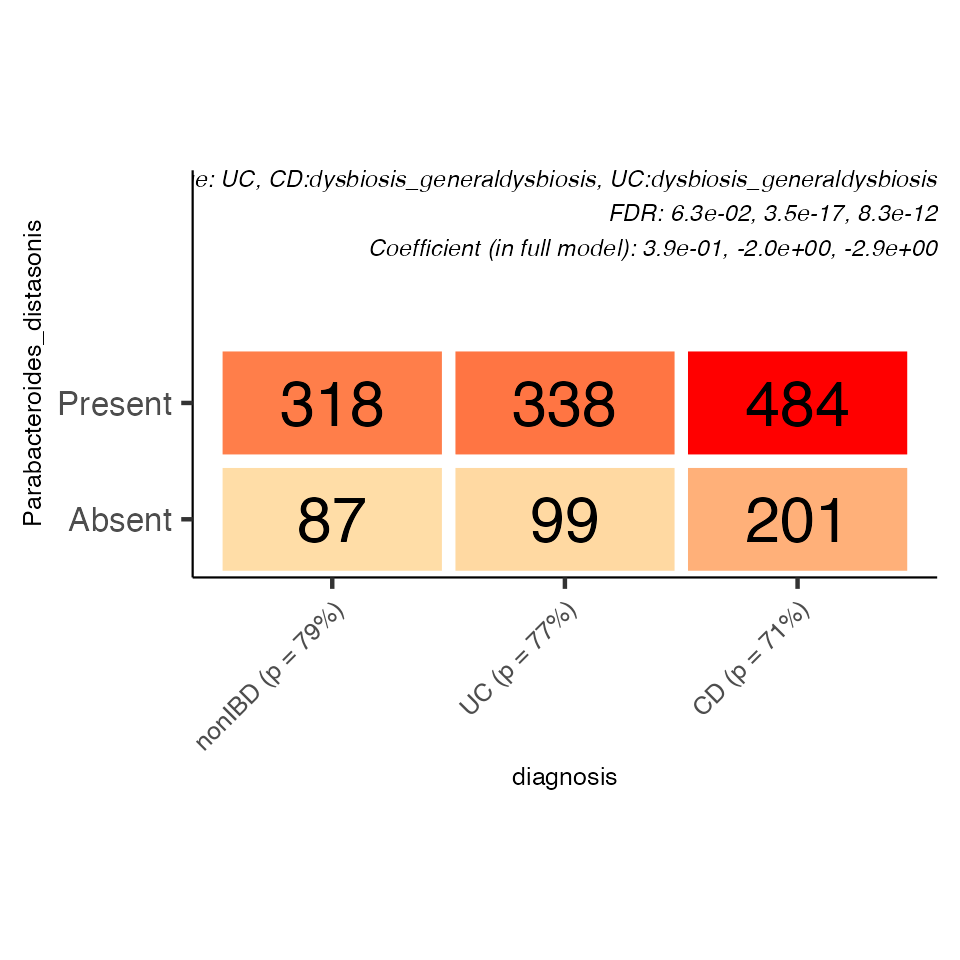 e: UC, CD:dysbiosis_generaldysbiosis, UC:dysbiosis_generaldysbiosis
FDR: 6.3e-02, 3.5e-17, 8.3e-12
Coefficient (in full model): 3.9e-01, -2.0e+00, -2.9e+00
Parabacteroides_distasonis
Present 318 338 484
Absent 87 99 201
nonIBD (p = 79%) UC (p = 77%) CD (p = 71%)
diagnosis